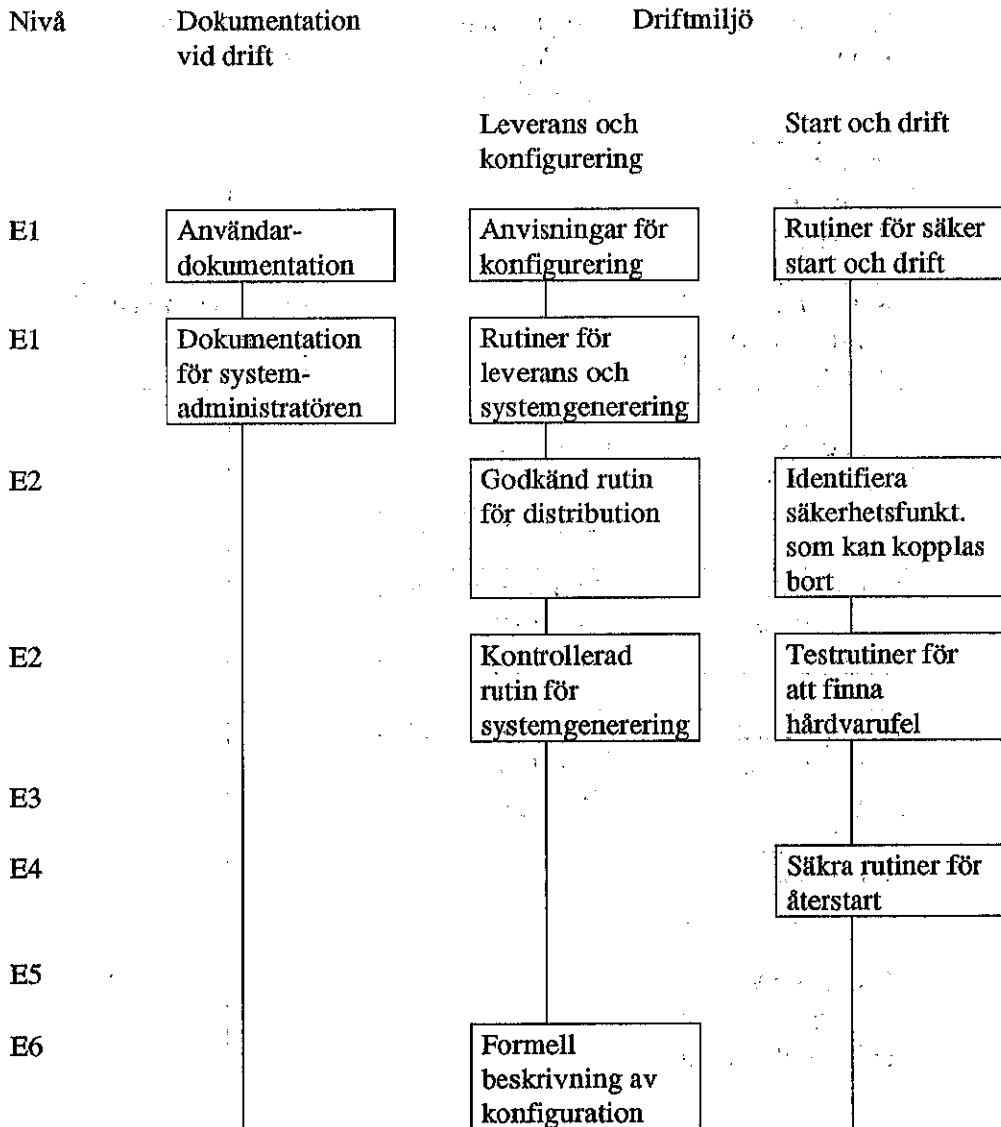 Nivå
Dokumentation
vid drift
Driftmiljö
Leverans och
konfigurering
Start och drift
E1
Användar-
dokumentation
Anvisningar för
konfigurering
Rutiner för säker
start och drift
E1
Dokumentation
för system-
administratören
Rutiner för
leverans och
systemgenerering
E2
Godkänd rutin
för distribution
Identifiera
säkerhetsfunkt.
som kan kopplas
bort
E2
Kontrollerad
rutin för
systemgenerering
Testrutiner för
att finna
hårdvarufel
E3
E4
Säkra rutiner för
återstart
E5
E6
Formell
beskrivning av
konfiguration